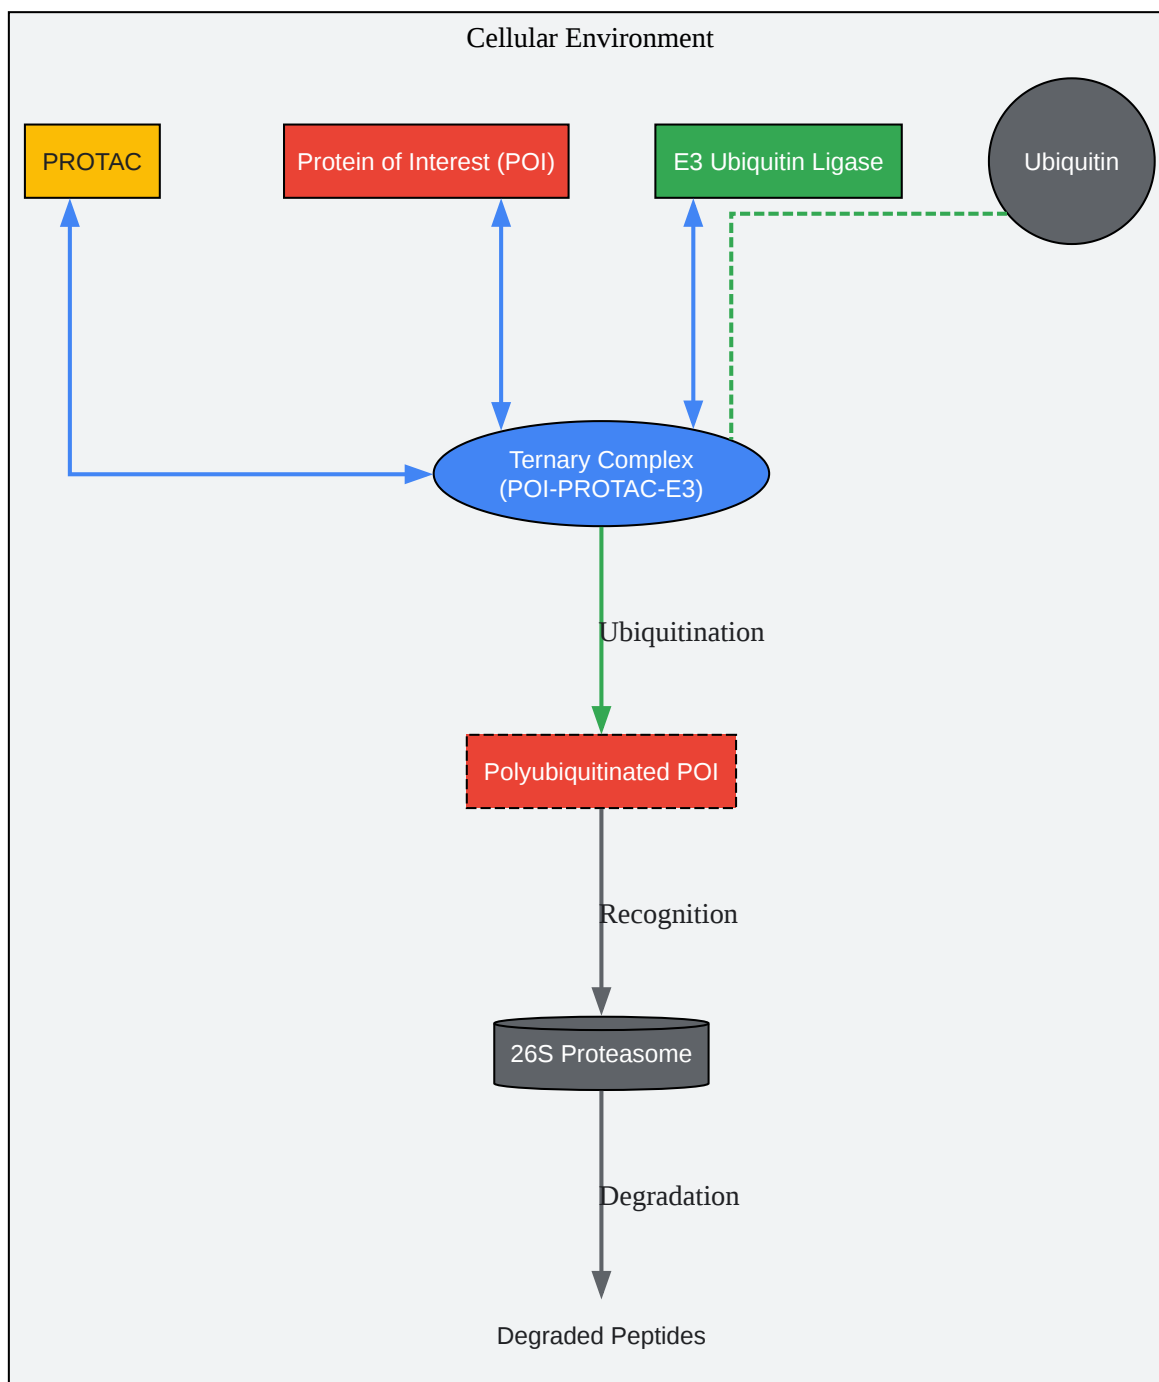 Cellular Environment
PROTAC
Protein of Interest (POI)
E3 Ubiquitin Ligase
Ubiquitin
Ternary Complex
(POI-PROTAC-E3)
Ubiquitination
Polyubiquitinated POI
Recognition
26S Proteasome
Degradation
Degraded Peptides